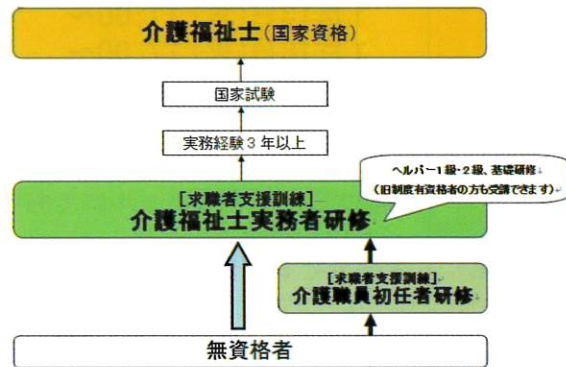 介護福祉士(国家資格)
国家試験
実務経験3年以上
ヘルパー1級・2級、基礎研修↓
(旧制度有資格者の方も受講できます)↓
[求職者支援訓練]
介護福祉士実務者研修↓
[求職者支援訓練]
介護職員初任者研修↓
無資格者